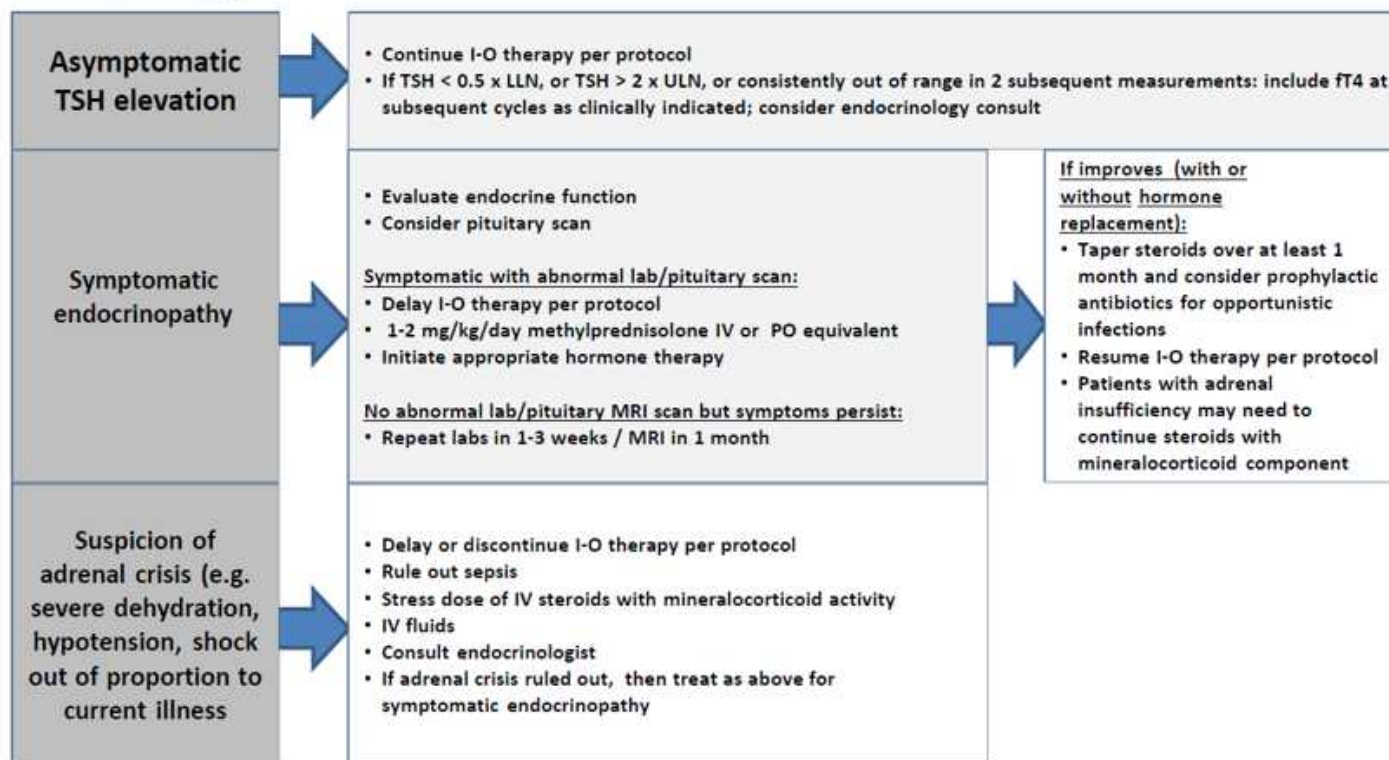 Asymptomatic
TSH elevation
• Continue I-O therapy per protocol
• If TSH < 0.5 x LLN, or TSH > 2 x ULN, or consistently out of range in 2 subsequent measurements: include fT4 at
subsequent cycles as clinically indicated; consider endocrinology consult
Symptomatic
endocrinopathy
• Evaluate endocrine function
• Consider pituitary scan
Symptomatic with abnormal lab/pituitary scan:
• Delay I-O therapy per protocol
• 1-2 mg/kg/day methylprednisolone IV or PO equivalent
• Initiate appropriate hormone therapy
No abnormal lab/pituitary MRI scan but symptoms persist:
• Repeat labs in 1-3 weeks / MRI in 1 month
If improves (with or
without hormone
replacement):
• Taper steroids over at least 1
month and consider prophylactic
antibiotics for opportunistic
infections
• Resume I-O therapy per protocol
• Patients with adrenal
insufficiency may need to
continue steroids with
mineralocorticoid component
Suspicion of
adrenal crisis (e.g.
severe dehydration,
hypotension, shock
out of proportion to
current illness
• Delay or discontinue I-O therapy per protocol
• Rule out sepsis
• Stress dose of IV steroids with mineralocorticoid activity
• IV fluids
• Consult endocrinologist
• If adrenal crisis ruled out, then treat as above for
symptomatic endocrinopathy